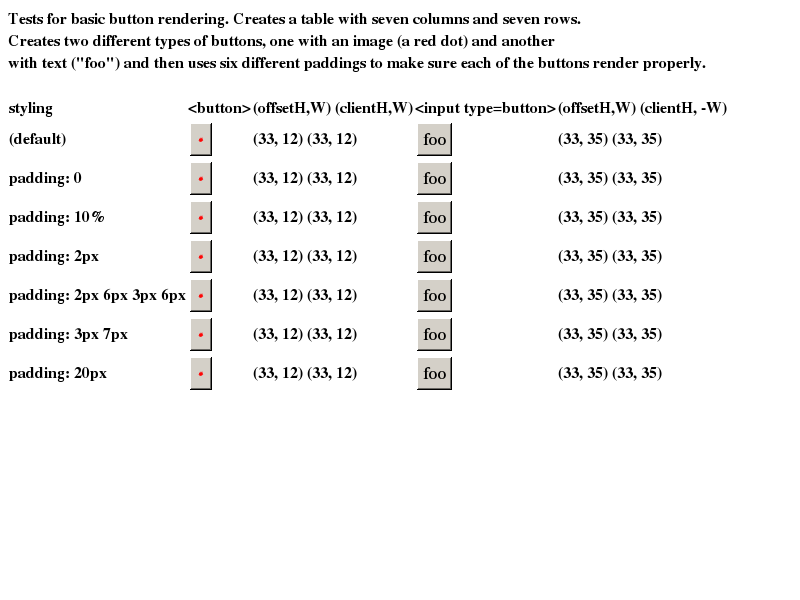 Tests for basic button rendering. Creates a table with seven columns and seven rows.
Creates two different types of buttons, one with an image (a red dot) and another
with text ("foo") and then uses six different paddings to make sure each of the buttons render properly.
styling <button> (offsetH,W) (clientH,W) <input type=button> (offsetH,W) (clientH, -W)
(default) (33, 12) (33, 12) foo (33, 35) (33, 35)
padding: 0 (33, 12) (33, 12) foo (33, 35) (33, 35)
padding: 10% (33, 12) (33, 12) foo (33, 35) (33, 35)
padding: 2px (33, 12) (33, 12) foo (33, 35) (33, 35)
padding: 2px 6px 3px 6px (33, 12) (33, 12) foo (33, 35) (33, 35)
padding: 3px 7px (33, 12) (33, 12) foo (33, 35) (33, 35)
padding: 20px (33, 12) (33, 12) foo (33, 35) (33, 35)